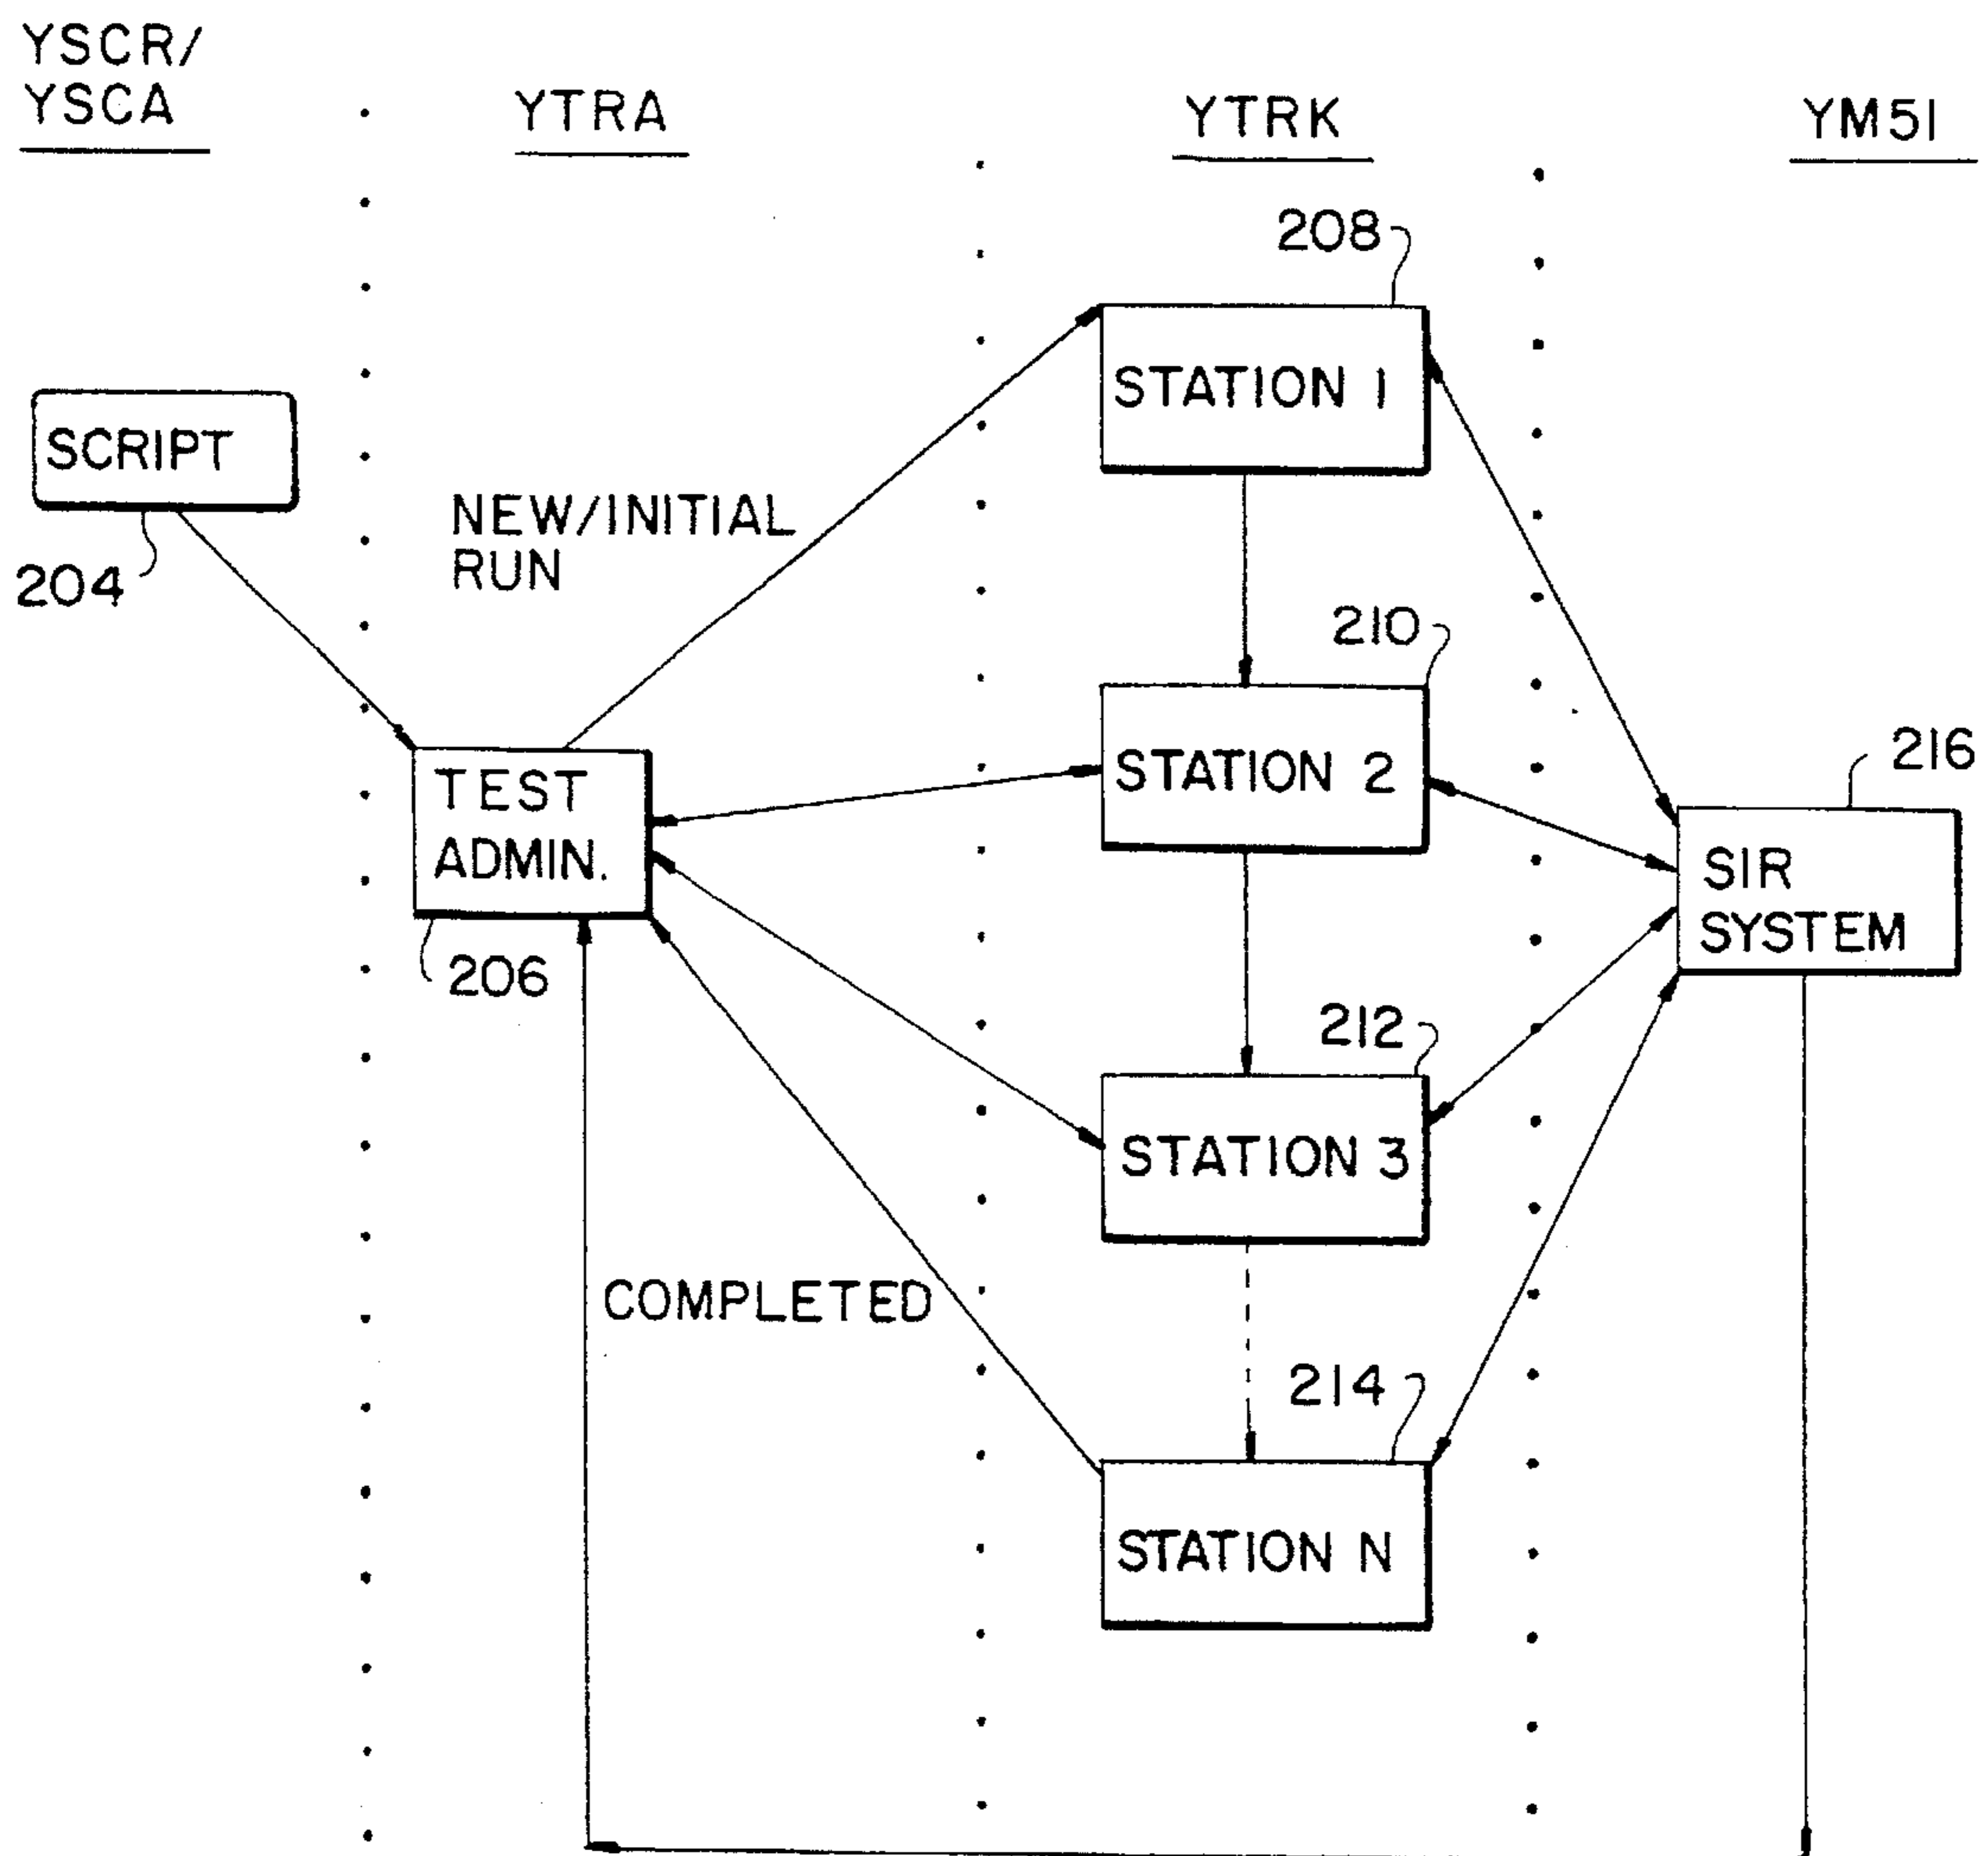 YSCR/
YSCA
YTRA
YTRK
YM51
208
STATION 1
SCRIPT
NEW/INITIAL
RUN
204
210
STATION 2
216
TEST
ADMIN.
SIR
SYSTEM
206
212
STATION 3
COMPLETED
214
STATION N